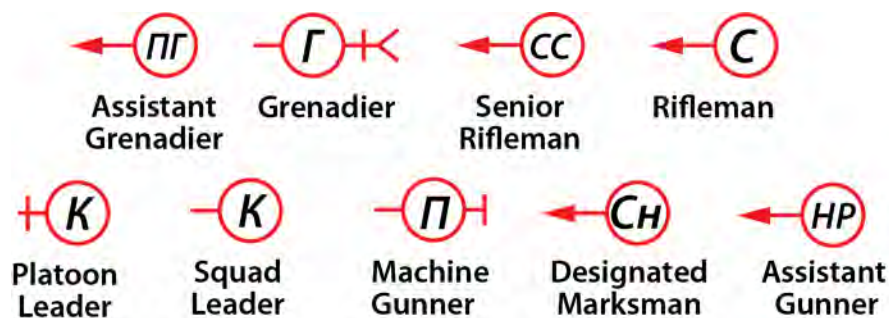 ПГ Г СС С
Assistant Grenadier Senior Rifleman
Grenadier Rifleman
К К П Сн НР
Platoon Squad Machine Designated Assistant
Leader Leader Gunner Marksman Gunner